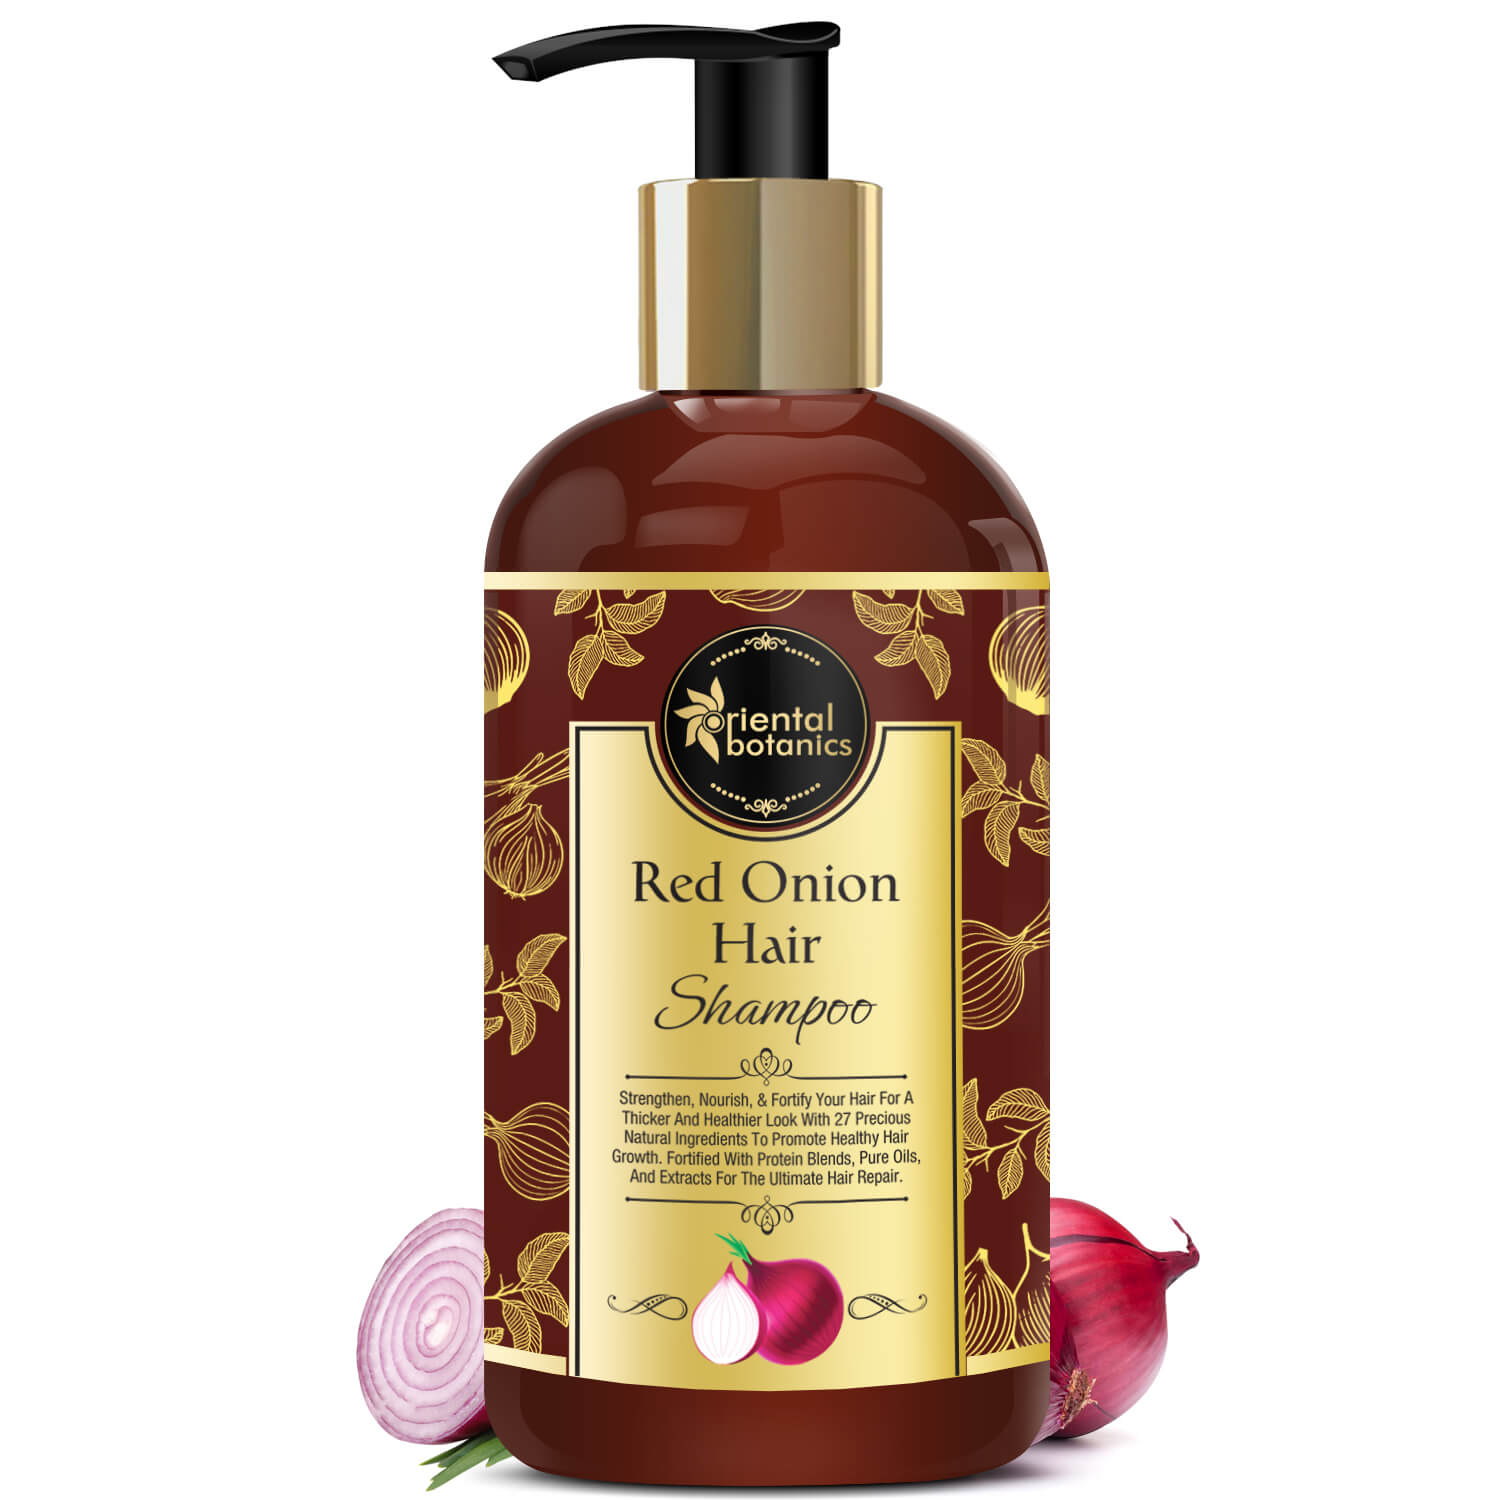 Oriental
botanics
Red Onion
Hair
Shampoo
Strengthen, Nourish, & Fortify Your Hair For A
Thicker And Healthier Look With 27 Precious
Natural Ingredients To Promote Healthy Hair
Growth. Fortified With Protein Blends, Pure Oils,
And Extracts For The Ultimate Hair Repair.